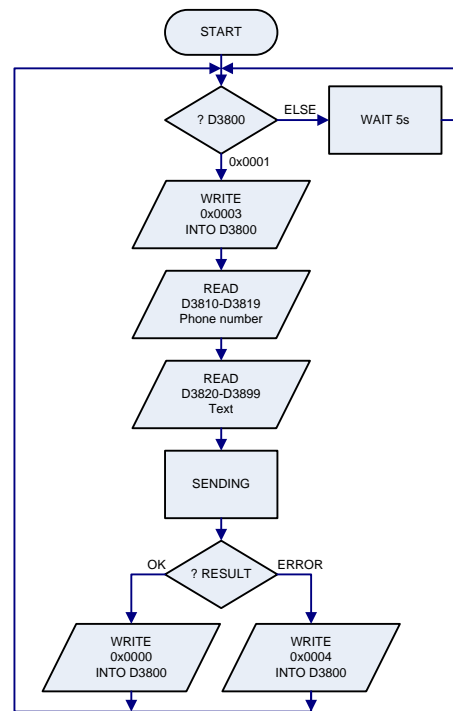 START
? D3800
ELSE
WAIT 5s
0x0001
WRITE
0x0003
INTO D3800
READ
D3810-D3819
Phone number
READ
D3820-D3899
Text
SENDING
? RESULT
OK
ERROR
WRITE
0x0000
INTO D3800
WRITE
0x0004
INTO D3800